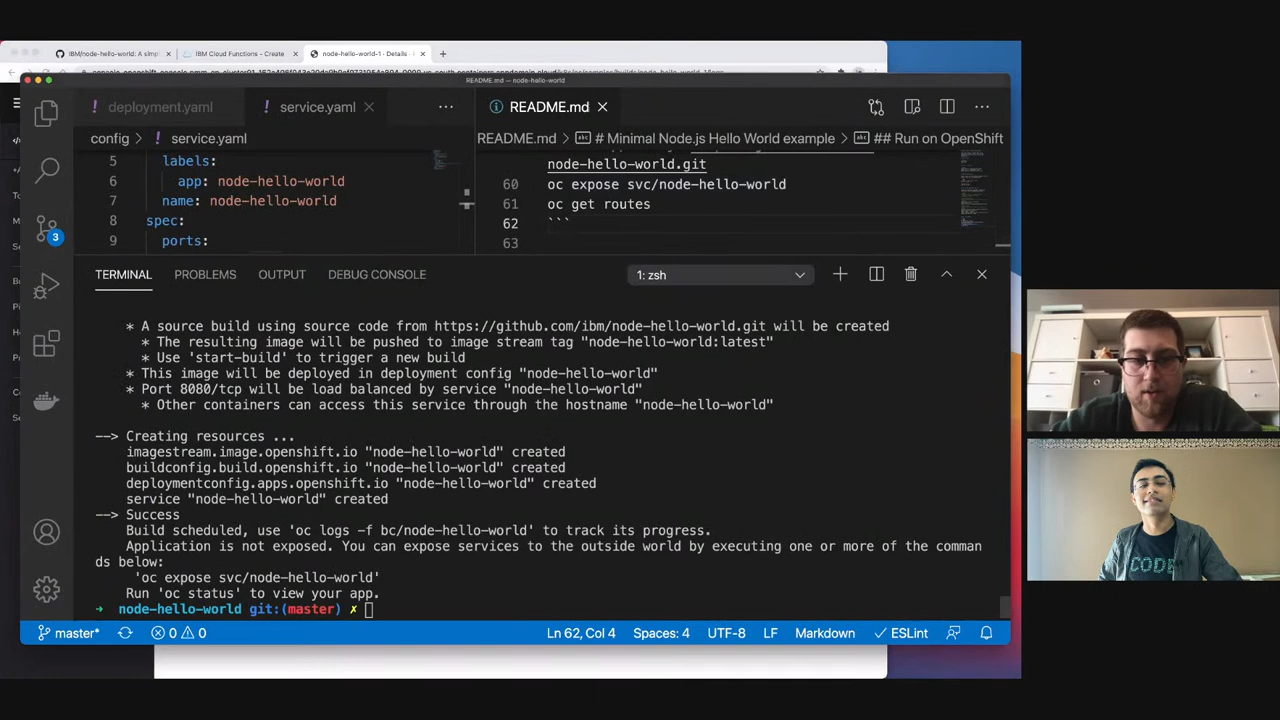 IBM/node-hello-world: A simp
IBM Cloud Functions - Create
node-hello-world-1 · Details ·
README.md — node-hello-world
deployment.yaml
service.yaml
README.md
config > service.yaml
README.md > # Minimal Node.js Hello World example > ## Run on OpenShift
5 labels:
6 app: node-hello-world
7 name: node-hello-world
8 spec:
9 ports:
node-hello-world.git
60 oc expose svc/node-hello-world
61 oc get routes
62 ```
63
TERMINAL
PROBLEMS
OUTPUT
DEBUG CONSOLE
1: zsh
* A source build using source code from https://github.com/ibm/node-hello-world.git will be created
* The resulting image will be pushed to image stream tag "node-hello-world:latest"
* Use 'start-build' to trigger a new build
* This image will be deployed in deployment config "node-hello-world"
* Port 8080/tcp will be load balanced by service "node-hello-world"
* Other containers can access this service through the hostname "node-hello-world"
--> Creating resources ...
imagestream.image.openshift.io "node-hello-world" created
buildconfig.build.openshift.io "node-hello-world" created
deploymentconfig.apps.openshift.io "node-hello-world" created
service "node-hello-world" created
--> Success
Build scheduled, use 'oc logs -f bc/node-hello-world' to track its progress.
Application is not exposed. You can expose services to the outside world by executing one or more of the comman
ds below:
'oc expose svc/node-hello-world'
Run 'oc status' to view your app.
➜ node-hello-world git:(master) ✗
3
master*
0 0
Ln 62, Col 4
Spaces: 4
UTF-8
LF
Markdown
ESLint
CODE